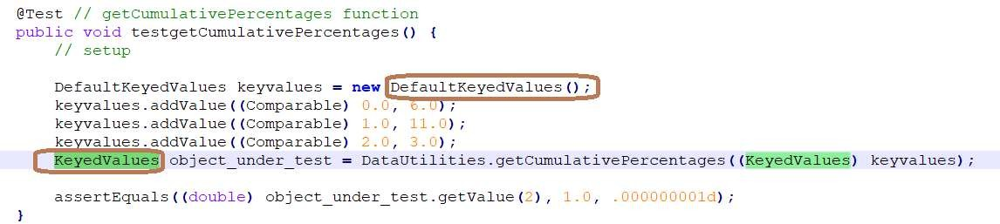 @Test // getCumulativePercentages function
public void testgetCumulativePercentages() {
// setup
DefaultKeyedValues keyvalues = new DefaultKeyedValues();
keyvalues.addValue((Comparable) 0.0, 6.0);
keyvalues.addValue((Comparable) 1.0, 11.0);
keyvalues.addValue((Comparable) 2.0, 3.0);
KeyedValues object_under_test = DataUtilities.getCumulativePercentages((KeyedValues) keyvalues);
assertEquals((double) object_under_test.getValue(2), 1.0, .000000001d);
}